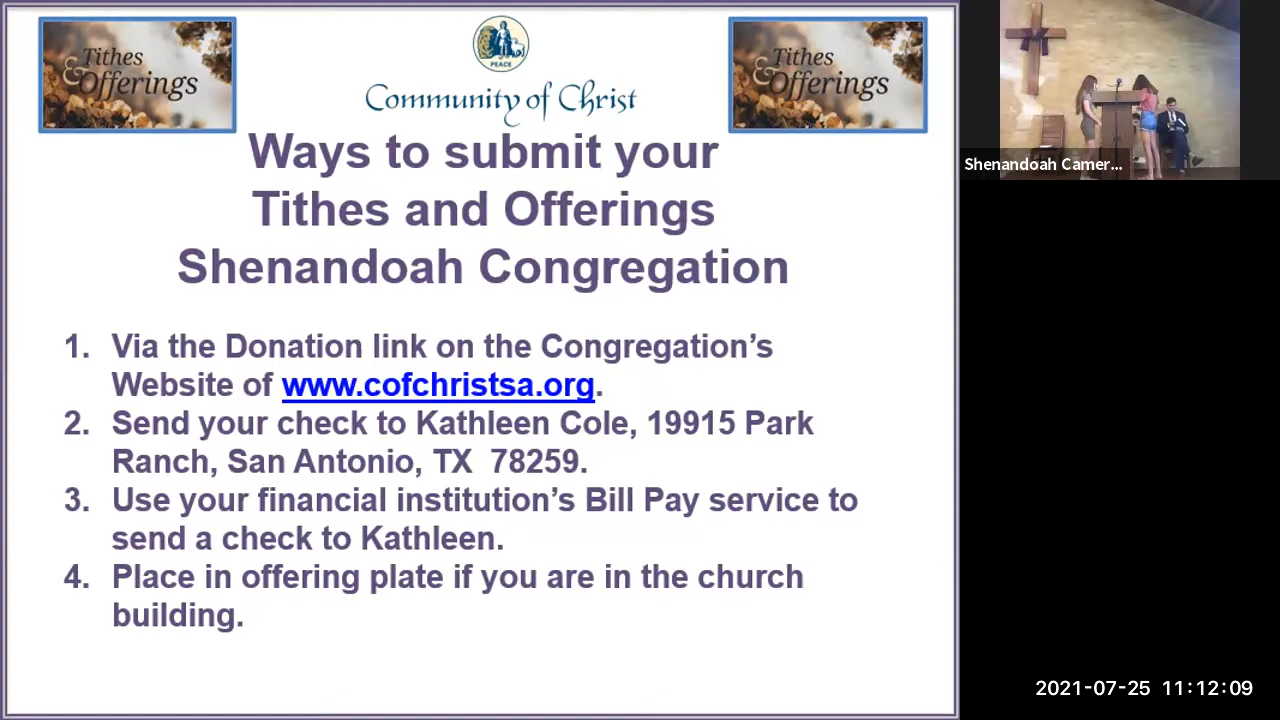 Tithes
& Offerings
PEACE
Community of Christ
Tithes
& Offerings
Ways to submit your
Tithes and Offerings
Shenandoah Congregation
1. Via the Donation link on the Congregation's
Website of www.cofchristsa.org.
2. Send your check to Kathleen Cole, 19915 Park
Ranch, San Antonio, TX  78259.
3. Use your financial institution's Bill Pay service to
send a check to Kathleen.
4. Place in offering plate if you are in the church
building.
Shenandoah Camer...
2021-07-25 11:12:09